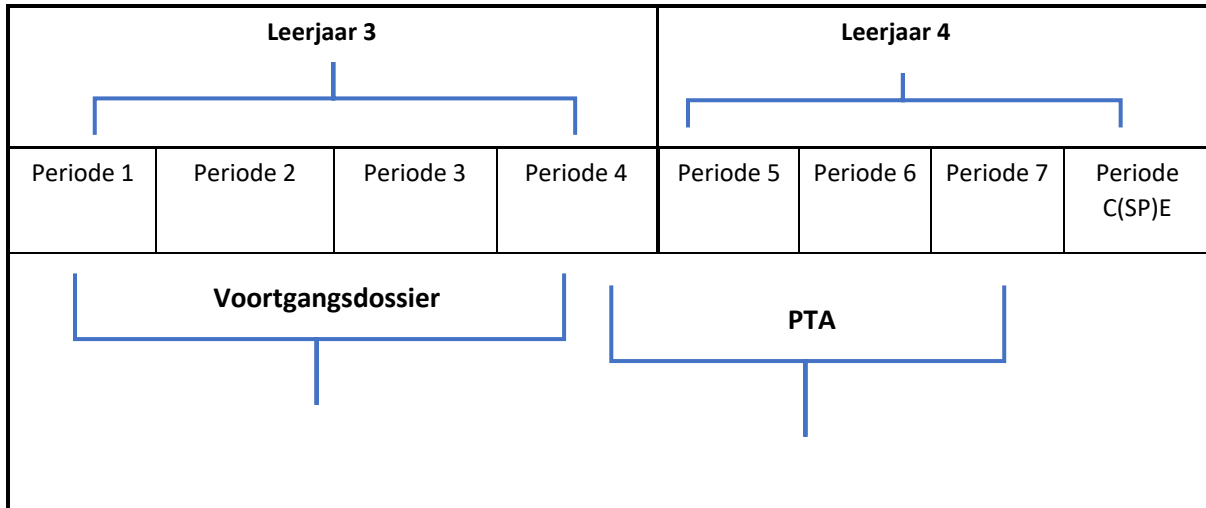 Leerjaar 3
Leerjaar 4
Periode 1
Periode 2
Periode 3
Periode 4
Periode 5
Periode 6
Periode 7
Periode
C(SP)E
Voortgangsdossier
PTA